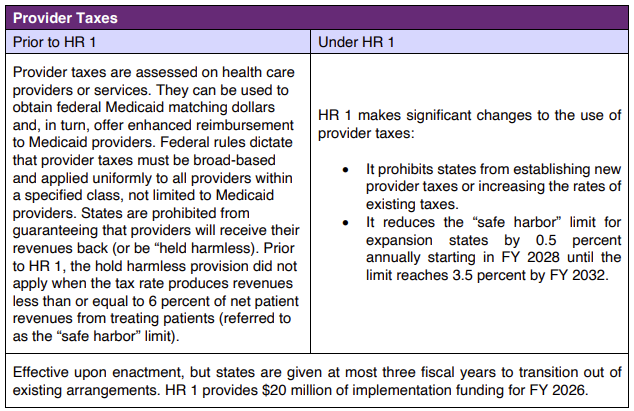 Provider Taxes
Prior to HR 1
Under HR 1
Provider taxes are assessed on health care
providers or services. They can be used to
obtain federal Medicaid matching dollars
and, in turn, offer enhanced reimbursement
to Medicaid providers. Federal rules dictate
that provider taxes must be broad-based
and applied uniformly to all providers within
a specified class, not limited to Medicaid
providers. States are prohibited from
guaranteeing that providers will receive their
revenues back (or be “held harmless). Prior
to HR 1, the hold harmless provision did not
apply when the tax rate produces revenues
less than or equal to 6 percent of net patient
revenues from treating patients (referred to
as the “safe harbor” limit).
HR 1 makes significant changes to the use of
provider taxes:
• It prohibits states from establishing new
provider taxes or increasing the rates of
existing taxes.
• It reduces the “safe harbor” limit for
expansion states by 0.5 percent
annually starting in FY 2028 until the
limit reaches 3.5 percent by FY 2032.
Effective upon enactment, but states are given at most three fiscal years to transition out of
existing arrangements. HR 1 provides $20 million of implementation funding for FY 2026.